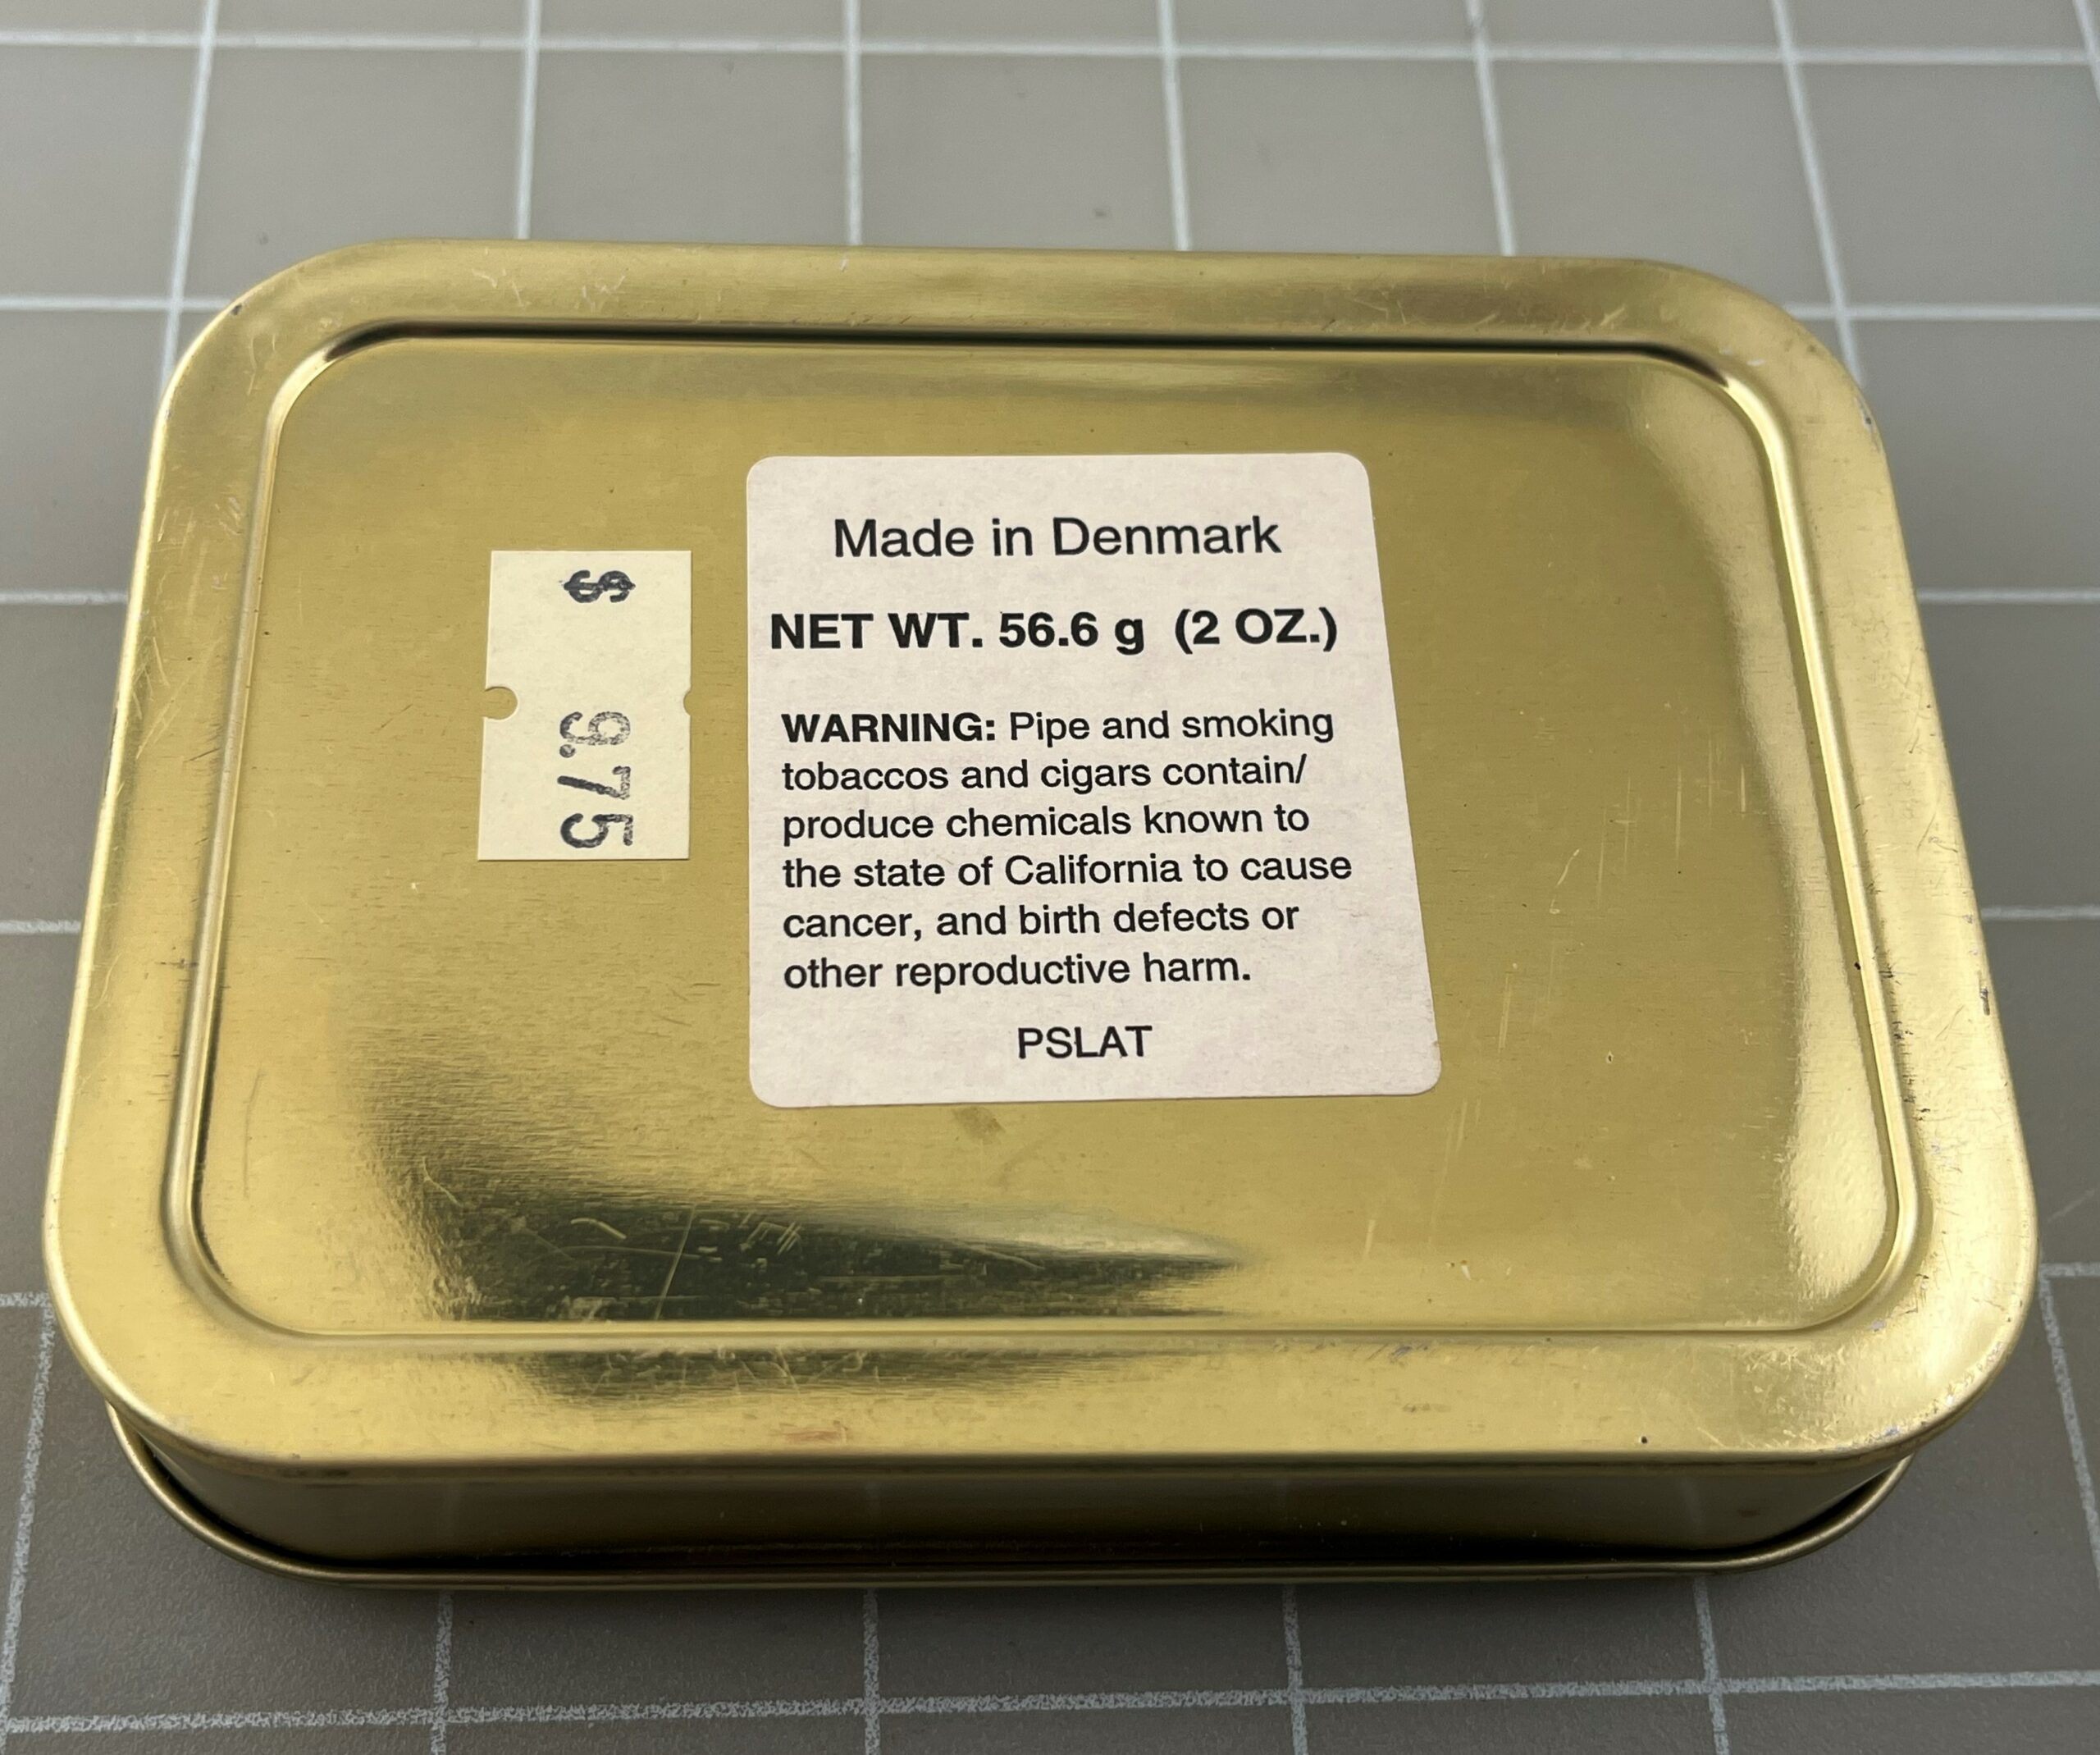 $ 9.75
Made in Denmark
NET WT. 56.6 g (2 OZ.)
WARNING: Pipe and smoking
tobaccos and cigars contain/
produce chemicals known to
the state of California to cause
cancer, and birth defects or
other reproductive harm.
PSLAT